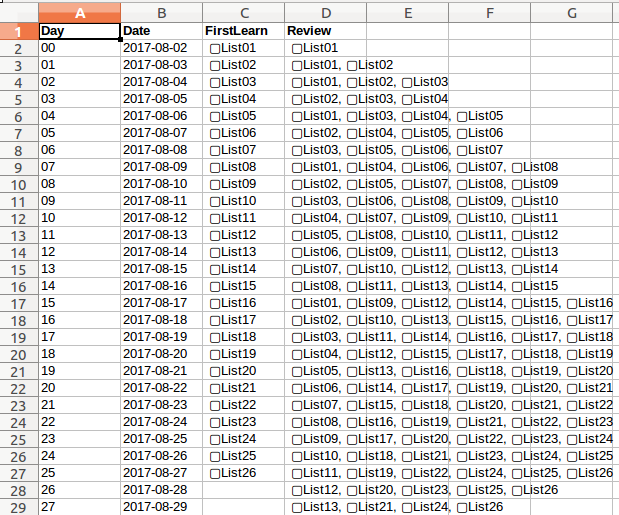 A B C D E F G
1 Day Date FirstLearn Review
2 00 2017-08-02 ▢List01 ▢List01
3 01 2017-08-03 ▢List02 ▢List01, ▢List02
4 02 2017-08-04 ▢List03 ▢List01, ▢List02, ▢List03
5 03 2017-08-05 ▢List04 ▢List02, ▢List03, ▢List04
6 04 2017-08-06 ▢List05 ▢List01, ▢List03, ▢List04, ▢List05
7 05 2017-08-07 ▢List06 ▢List02, ▢List04, ▢List05, ▢List06
8 06 2017-08-08 ▢List07 ▢List03, ▢List05, ▢List06, ▢List07
9 07 2017-08-09 ▢List08 ▢List01, ▢List04, ▢List06, ▢List07, ▢List08
10 08 2017-08-10 ▢List09 ▢List02, ▢List05, ▢List07, ▢List08, ▢List09
11 09 2017-08-11 ▢List10 ▢List03, ▢List06, ▢List08, ▢List09, ▢List10
12 10 2017-08-12 ▢List11 ▢List04, ▢List07, ▢List09, ▢List10, ▢List11
13 11 2017-08-13 ▢List12 ▢List05, ▢List08, ▢List10, ▢List11, ▢List12
14 12 2017-08-14 ▢List13 ▢List06, ▢List09, ▢List11, ▢List12, ▢List13
15 13 2017-08-15 ▢List14 ▢List07, ▢List10, ▢List12, ▢List13, ▢List14
16 14 2017-08-16 ▢List15 ▢List08, ▢List11, ▢List13, ▢List14, ▢List15
17 15 2017-08-17 ▢List16 ▢List01, ▢List09, ▢List12, ▢List14, ▢List15, ▢List16
18 16 2017-08-18 ▢List17 ▢List02, ▢List10, ▢List13, ▢List15, ▢List16, ▢List17
19 17 2017-08-19 ▢List18 ▢List03, ▢List11, ▢List14, ▢List16, ▢List17, ▢List18
20 18 2017-08-20 ▢List19 ▢List04, ▢List12, ▢List15, ▢List17, ▢List18, ▢List19
21 19 2017-08-21 ▢List20 ▢List05, ▢List13, ▢List16, ▢List18, ▢List19, ▢List20
22 20 2017-08-22 ▢List21 ▢List06, ▢List14, ▢List17, ▢List19, ▢List20, ▢List21
23 21 2017-08-23 ▢List22 ▢List07, ▢List15, ▢List18, ▢List20, ▢List21, ▢List22
24 22 2017-08-24 ▢List23 ▢List08, ▢List16, ▢List19, ▢List21, ▢List22, ▢List23
25 23 2017-08-25 ▢List24 ▢List09, ▢List17, ▢List20, ▢List22, ▢List23, ▢List24
26 24 2017-08-26 ▢List25 ▢List10, ▢List18, ▢List21, ▢List23, ▢List24, ▢List25
27 25 2017-08-27 ▢List26 ▢List11, ▢List19, ▢List22, ▢List24, ▢List25, ▢List26
28 26 2017-08-28 ▢List12, ▢List20, ▢List23, ▢List25, ▢List26
29 27 2017-08-29 ▢List13, ▢List21, ▢List24, ▢List26